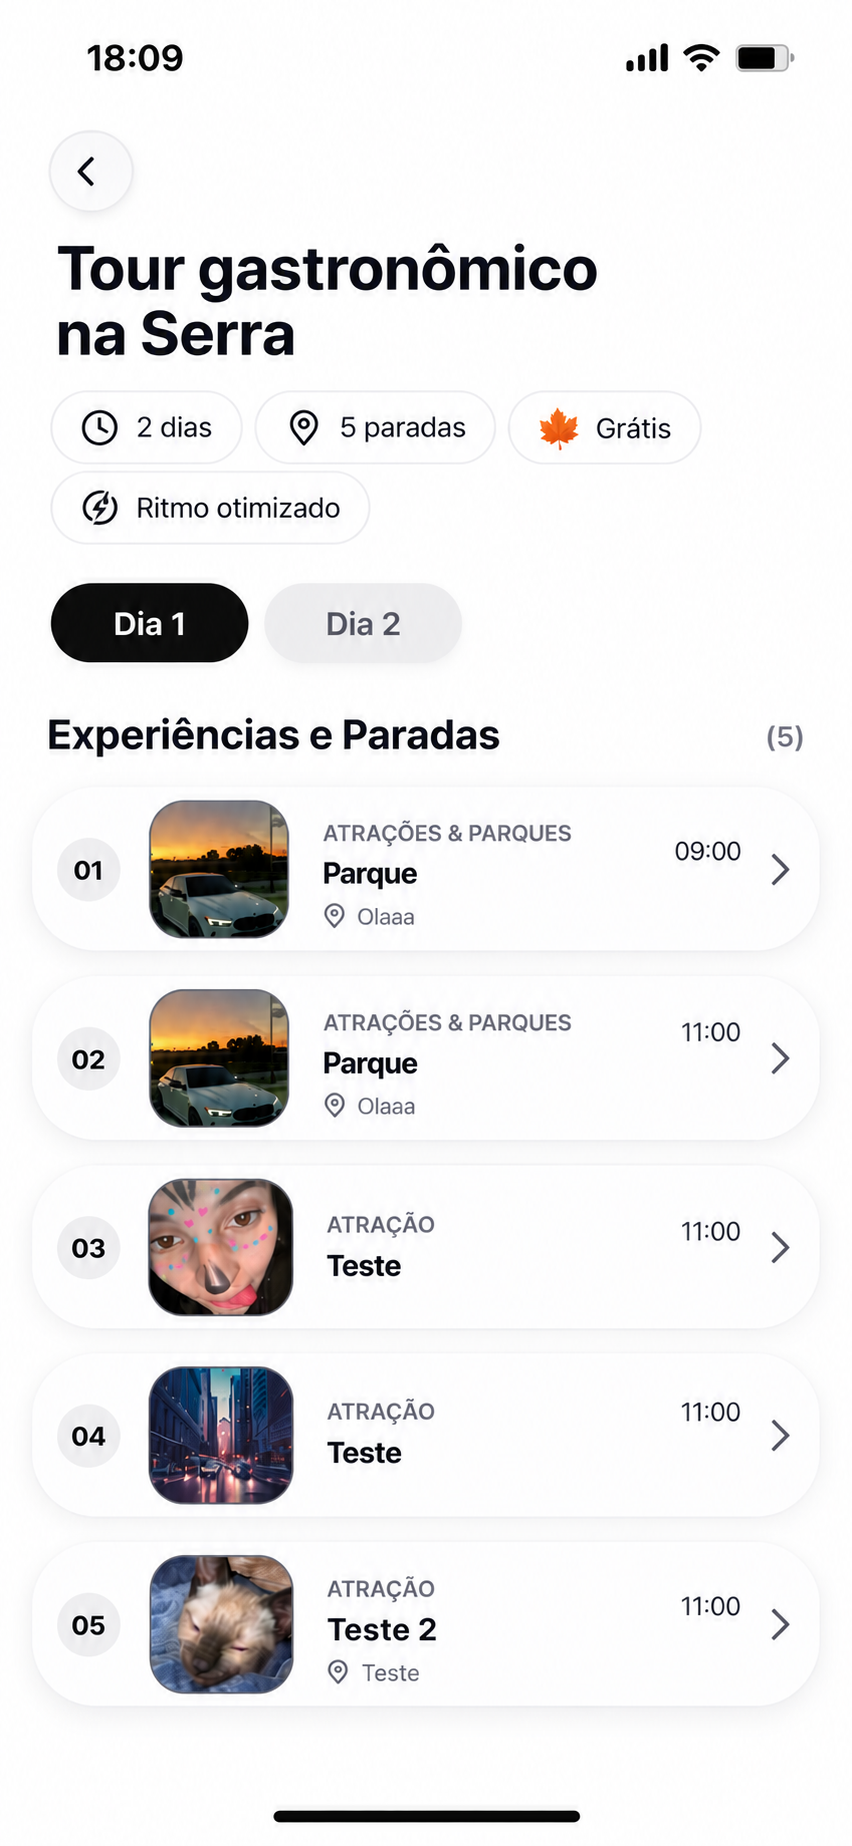 18:09
Tour gastronômico
na Serra
2 dias
5 paradas
Grátis
Ritmo otimizado
Dia 1
Dia 2
Experiências e Paradas
(5)
01
ATRAÇÕES & PARQUES
Parque
Olaaa
09:00
02
ATRAÇÕES & PARQUES
Parque
Olaaa
11:00
03
ATRAÇÃO
Teste
11:00
04
ATRAÇÃO
Teste
11:00
05
ATRAÇÃO
Teste 2
Teste
11:00